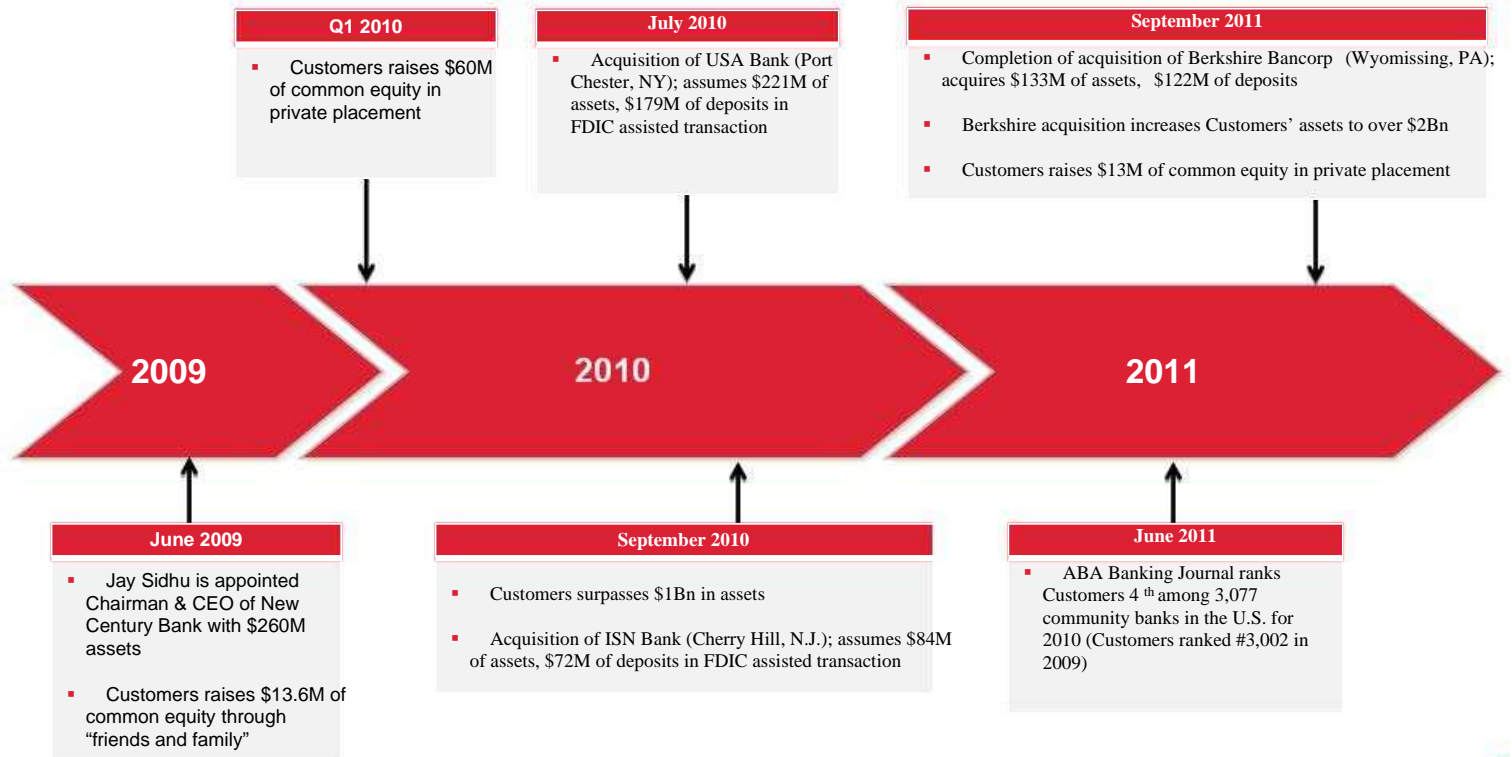 Q1 2010
▪ Customers raises $60M
of common equity in
private placement
July 2010
▪ Acquisition of USA Bank (Port
Chester, NY); assumes $221M of
assets, $179M of deposits in
FDIC assisted transaction
September 2011
▪ Completion of acquisition of Berkshire Bancorp (Wyomissing, PA);
acquires $133M of assets, $122M of deposits
▪ Berkshire acquisition increases Customers’ assets to over $2Bn
▪ Customers raises $13M of common equity in private placement
2009
2010
2011
June 2009
▪ Jay Sidhu is appointed
Chairman & CEO of New
Century Bank with $260M
assets
▪ Customers raises $13.6M of
common equity through
“friends and family”
September 2010
▪ Customers surpasses $1Bn in assets
▪ Acquisition of ISN Bank (Cherry Hill, N.J.); assumes $84M
of assets, $72M of deposits in FDIC assisted transaction
June 2011
▪ ABA Banking Journal ranks
Customers 4 th among 3,077
community banks in the U.S. for
2010 (Customers ranked #3,002 in
2009)